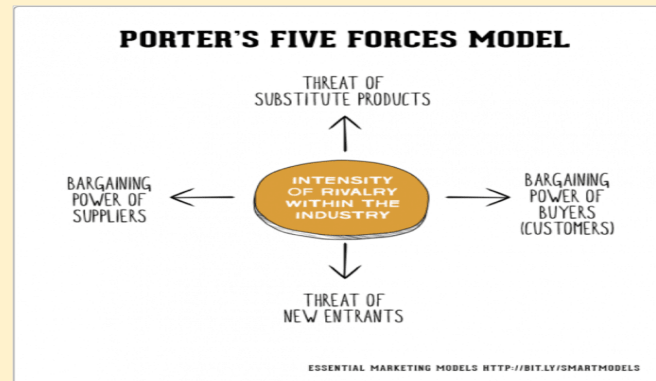 PORTER'S FIVE FORCES MODEL
THREAT OF
SUBSTITUTE PRODUCTS
BARGAINING
POWER OF
SUPPLIERS
INTENSITY
OF RIVALRY
WITHIN THE
INDUSTRY
BARGAINING
POWER OF
BUYERS
(CUSTOMERS)
THREAT OF
NEW ENTRANTS
ESSENTIAL MARKETING MODELS HTTP://BIT.LY/SMARTMODELS